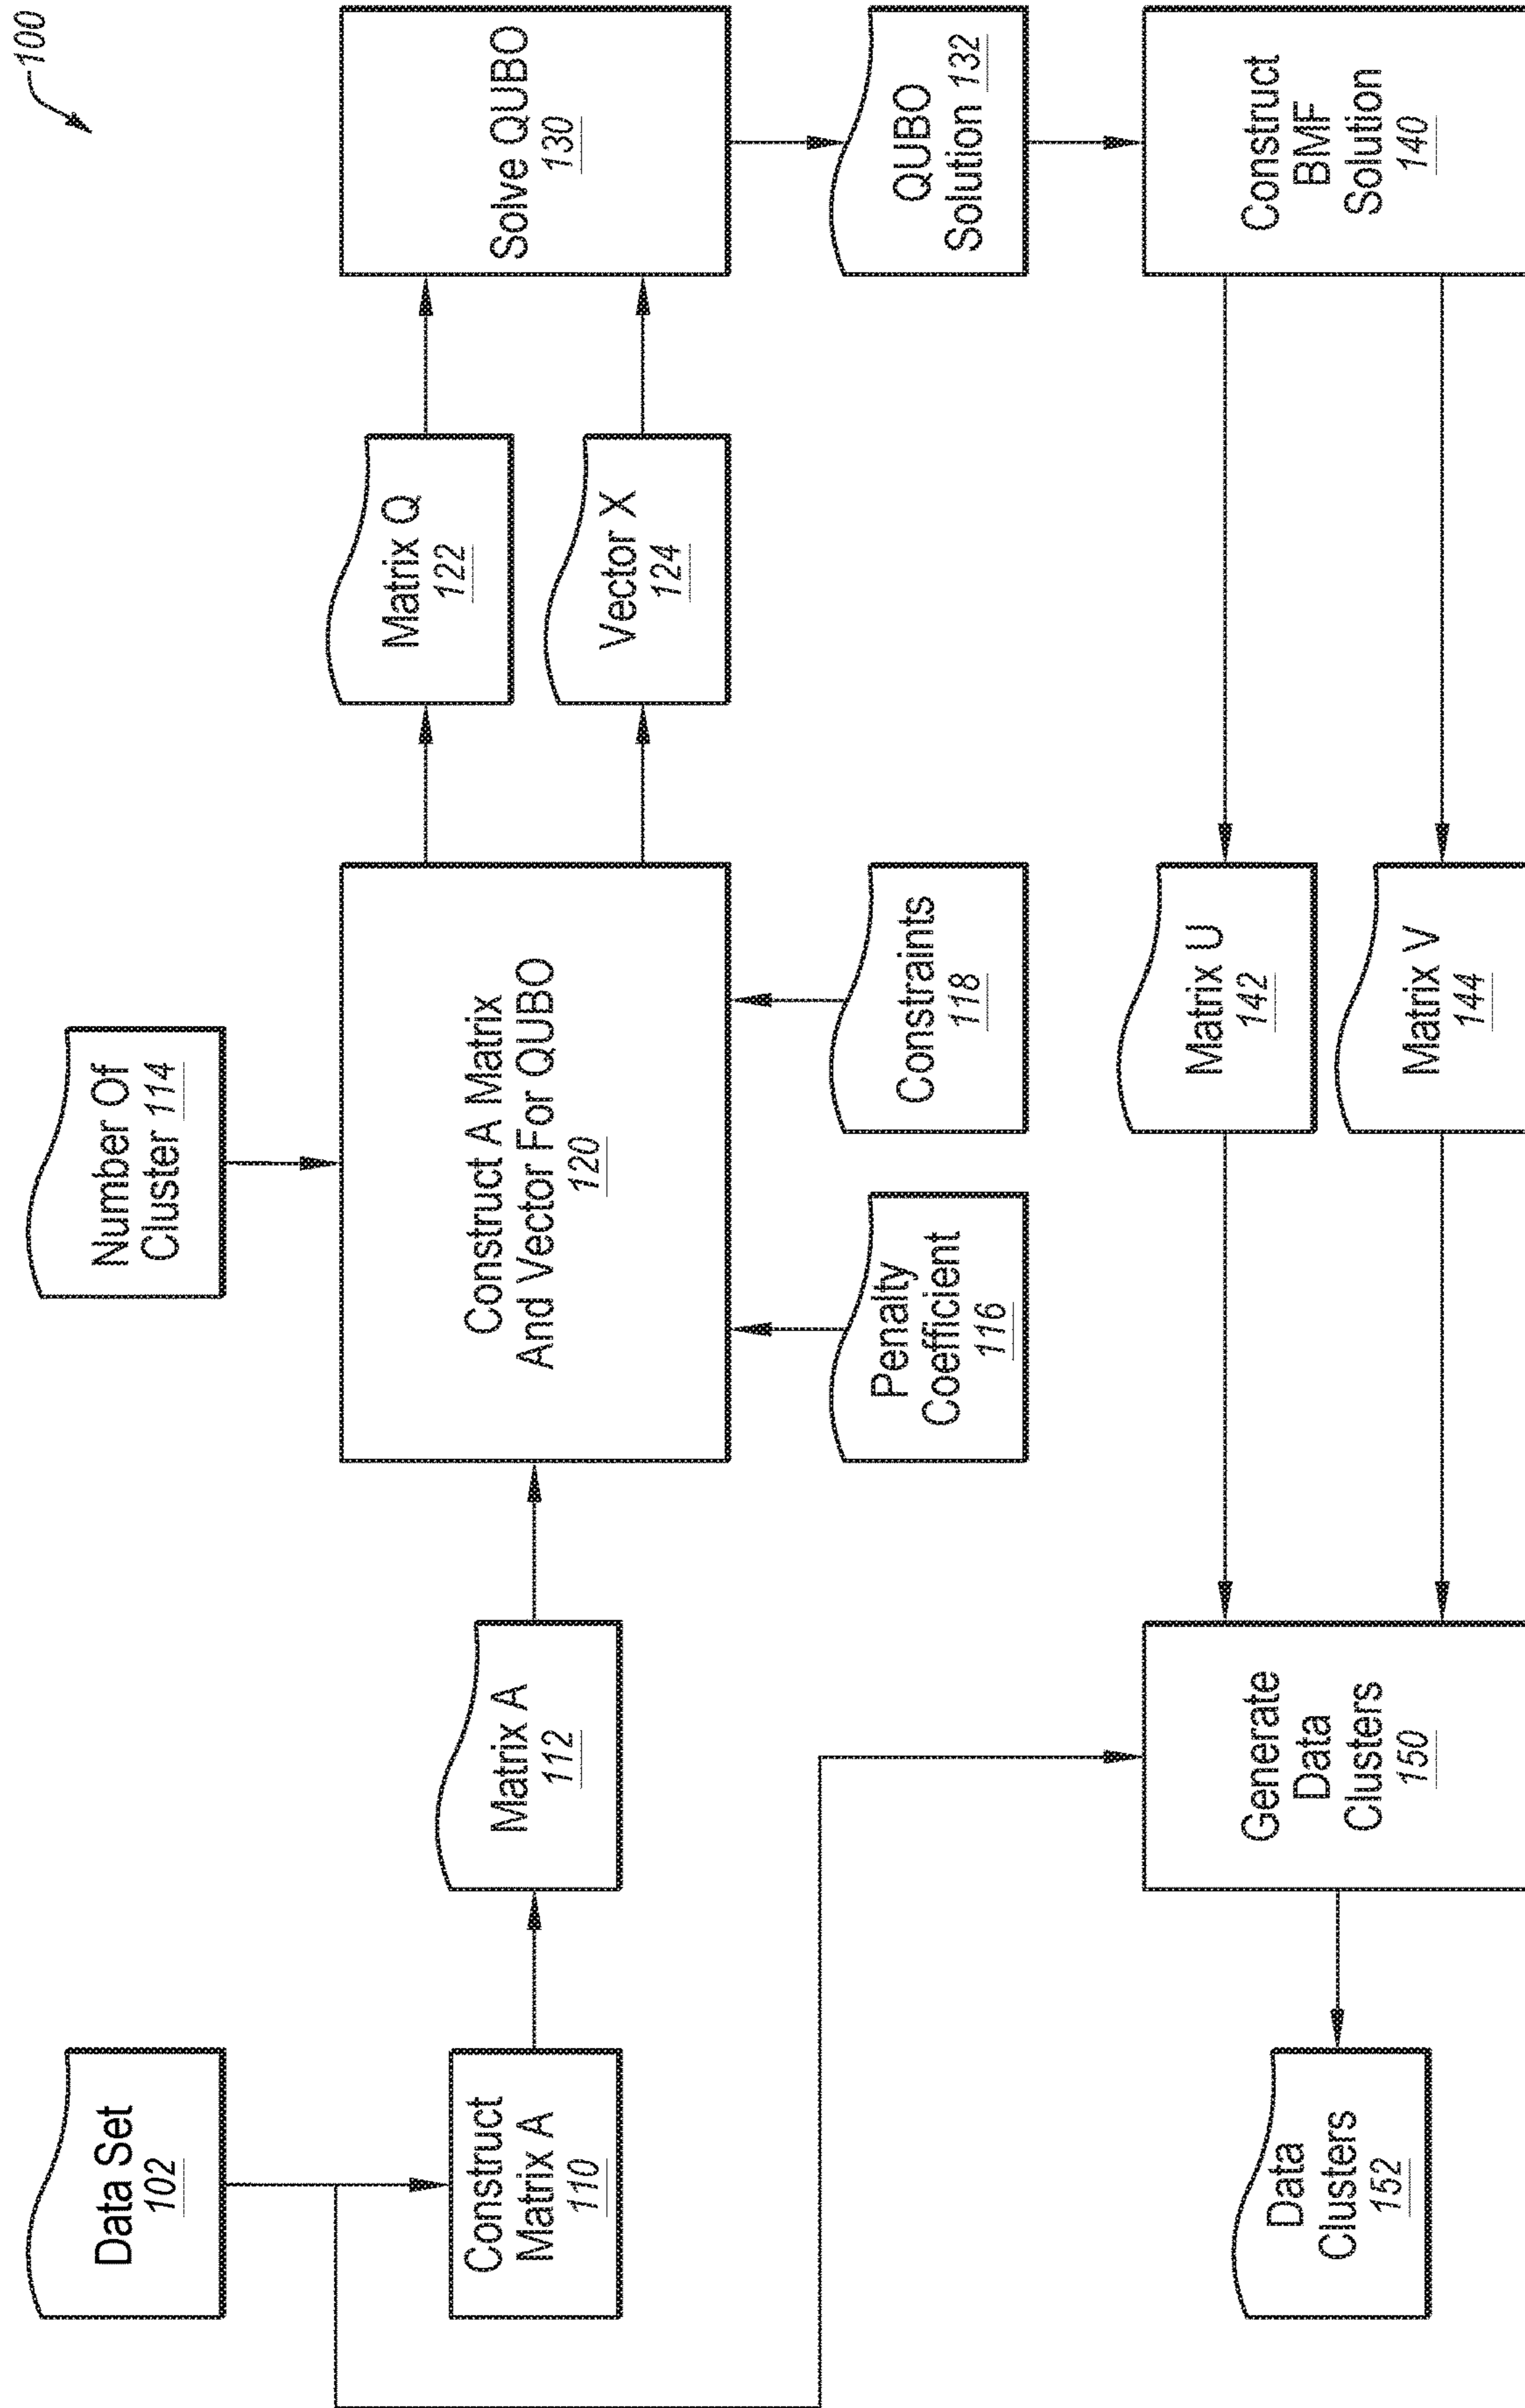 100
Data Set
102
Number Of
Cluster 114
Construct
Matrix A
110
Matrix A
112
Construct A Matrix
And Vector For QUBO
120
Matrix Q
122
Vector X
124
Solve QUBO
130
Penalty
Coefficient
116
Constraints
118
QUBO
Solution 132
Data
Clusters
152
Generate
Data
Clusters
150
Matrix U
142
Matrix V
144
Construct
BMF
Solution
140